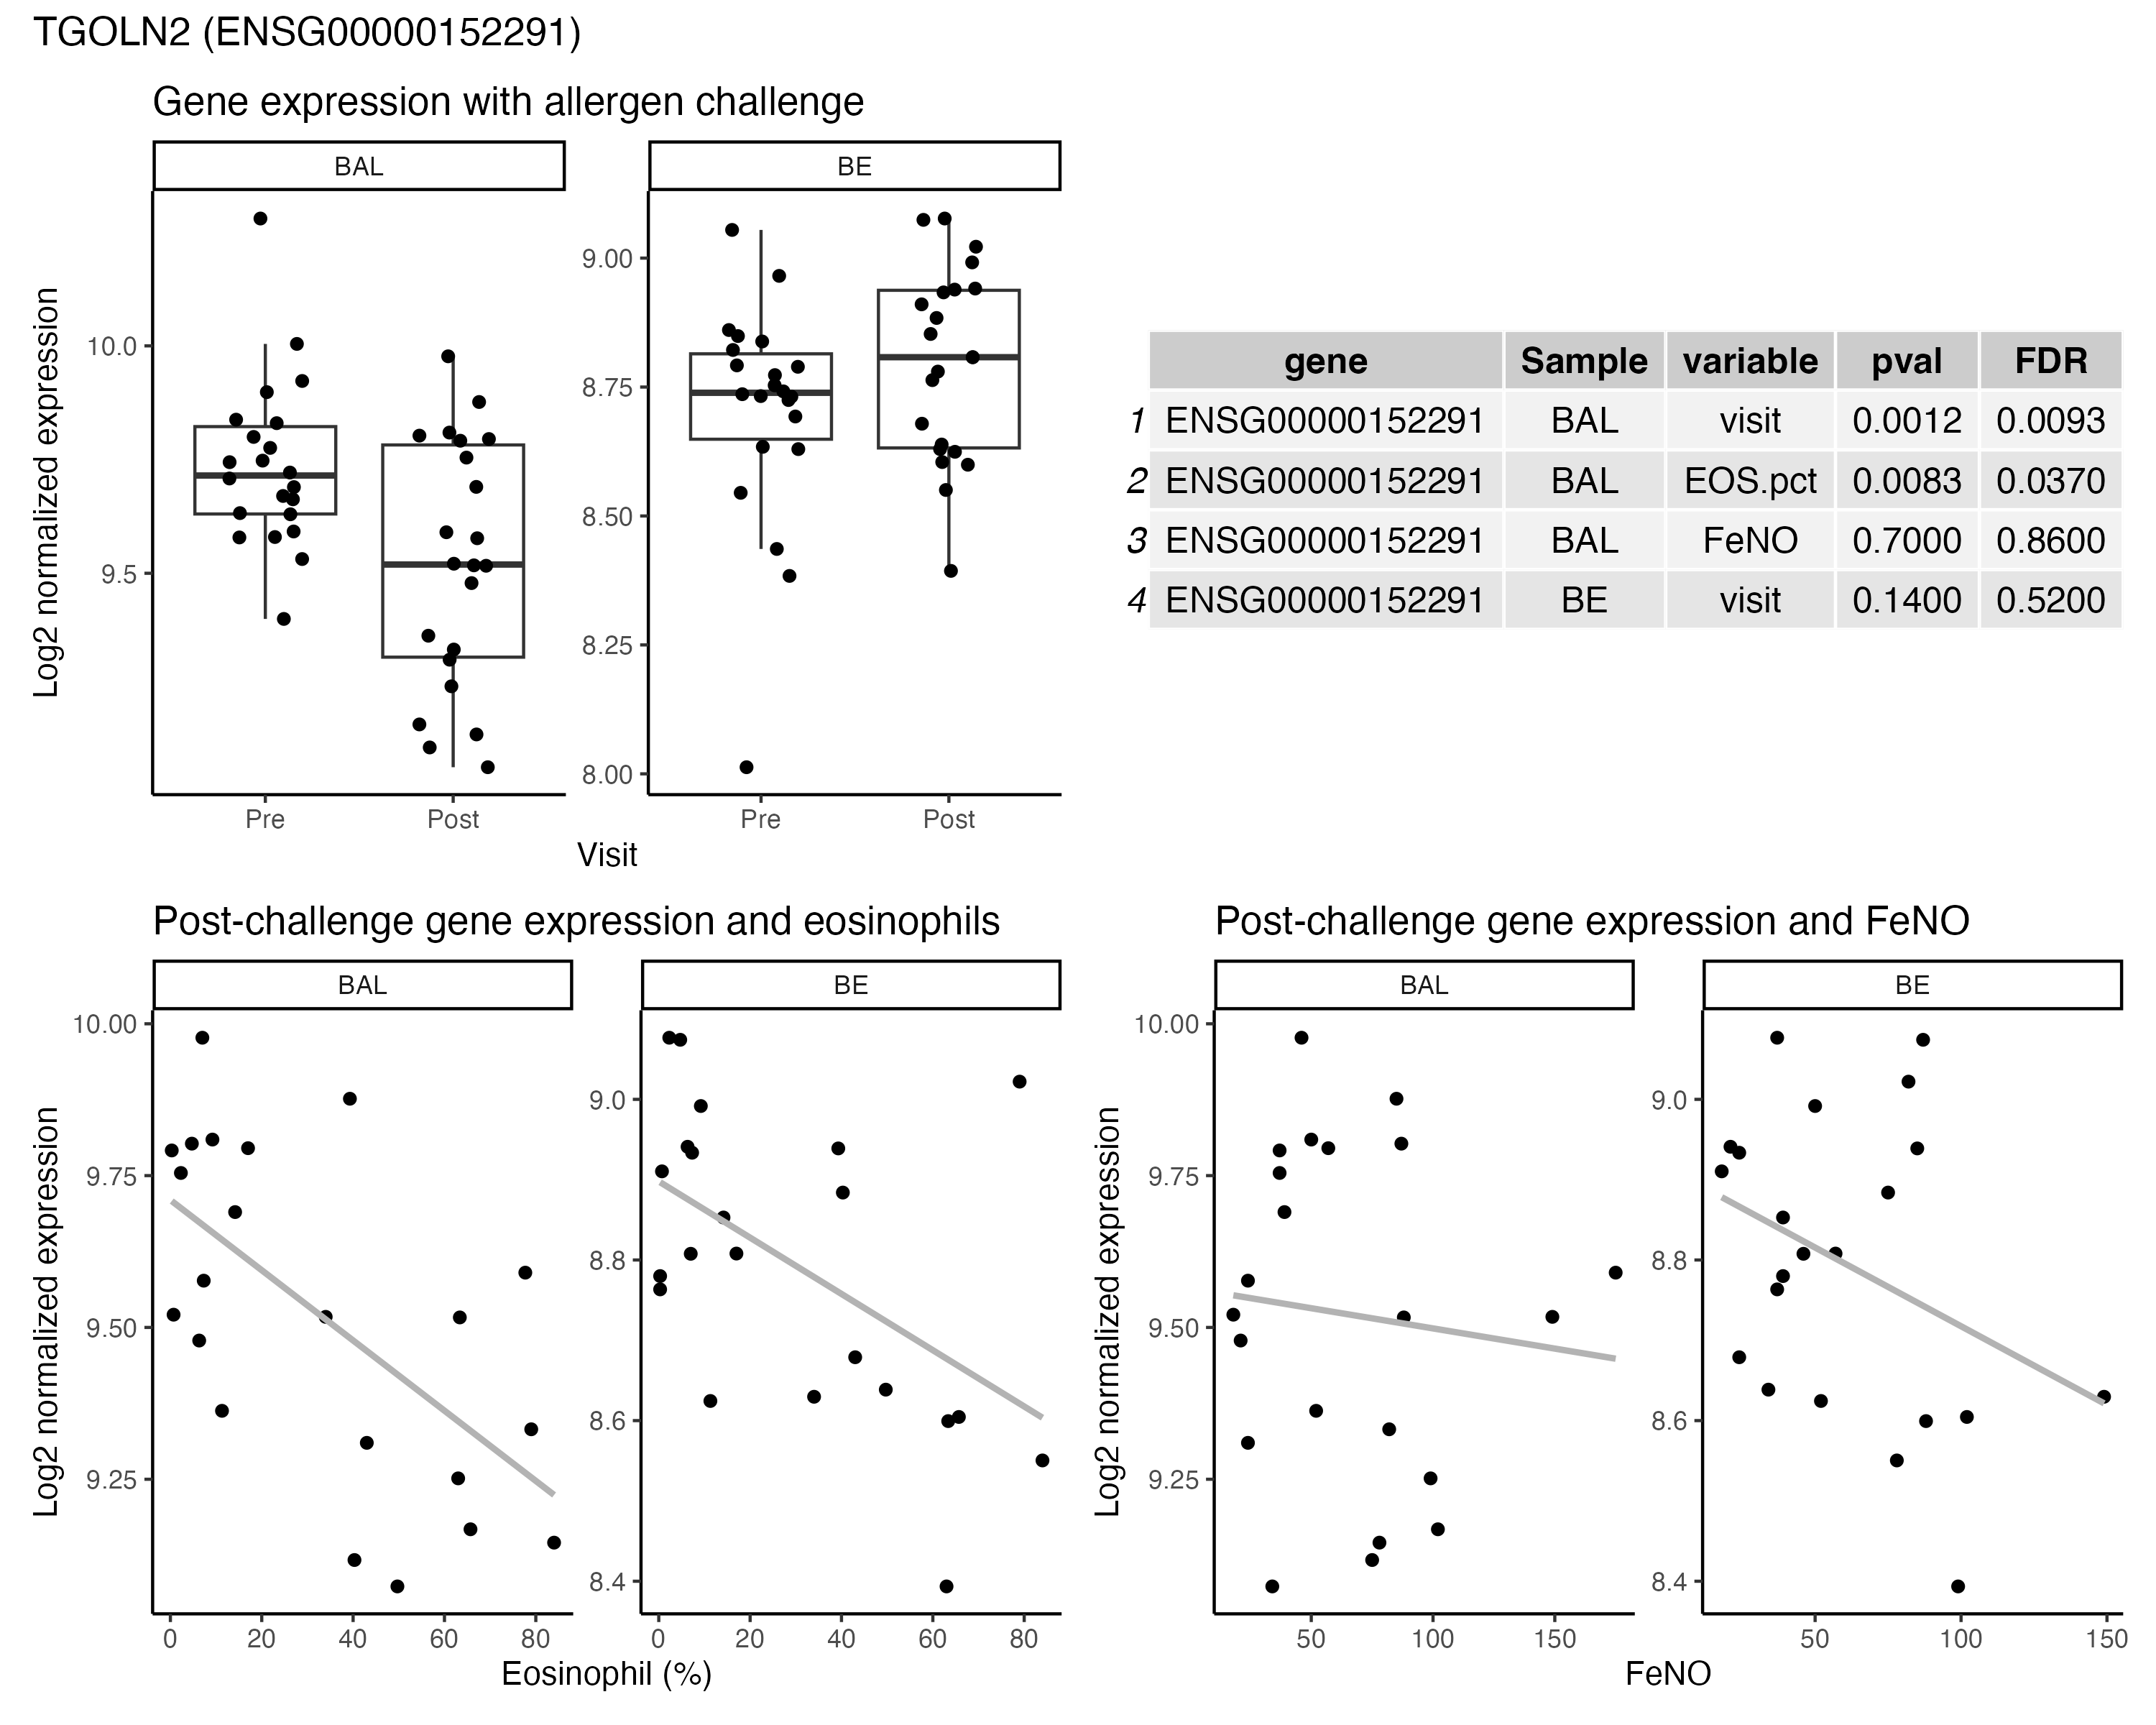 TGOLN2 (ENSG00000152291)
Gene expression with allergen challenge
BAL
BE
Log2 normalized expression
10.0
9.5
9.00
8.75
8.50
8.25
8.00
Pre
Post
Pre
Post
Visit
gene Sample variable pval FDR
1 ENSG00000152291 BAL visit 0.0012 0.0093
2 ENSG00000152291 BAL EOS.pct 0.0083 0.0370
3 ENSG00000152291 BAL FeNO 0.7000 0.8600
4 ENSG00000152291 BE visit 0.1400 0.5200
Post-challenge gene expression and eosinophils
BAL
BE
Log2 normalized expression
10.00
9.75
9.50
9.25
9.0
8.8
8.6
8.4
0 20 40 60 80
0 20 40 60 80
Eosinophil (%)
Post-challenge gene expression and FeNO
BAL
BE
Log2 normalized expression
10.00
9.75
9.50
9.25
9.0
8.8
8.6
8.4
50 100 150
50 100 150
FeNO